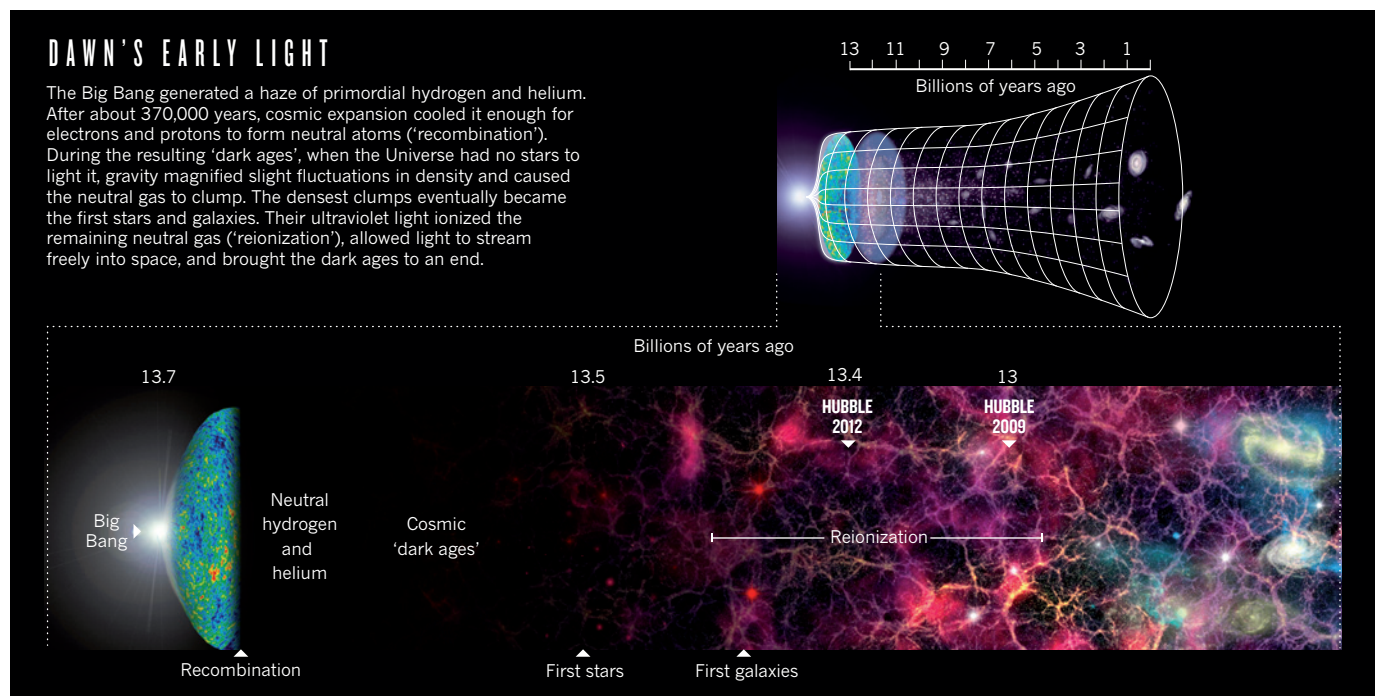 DAWN'S EARLY LIGHT
The Big Bang generated a haze of primordial hydrogen and helium.
After about 370,000 years, cosmic expansion cooled it enough for
electrons and protons to form neutral atoms (‘recombination’).
During the resulting ‘dark ages’, when the Universe had no stars to
light it, gravity magnified slight fluctuations in density and caused
the neutral gas to clump. The densest clumps eventually became
the first stars and galaxies. Their ultraviolet light ionized the
remaining neutral gas (‘reionization’), allowed light to stream
freely into space, and brought the dark ages to an end.
13 11 9 7 5 3 1
Billions of years ago
Billions of years ago
13.7 13.5 13.4 13
HUBBLE
2012
HUBBLE
2009
Big
Bang
Neutral
hydrogen
and
helium
Cosmic
‘dark ages’
Reionization
Recombination
First stars
First galaxies